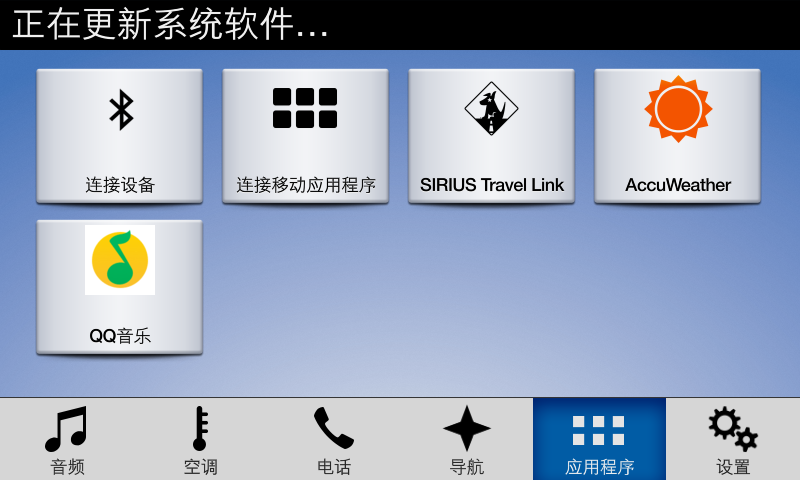 正在更新系统软件...
连接设备
连接移动应用程序
SIRIUS Travel Link
AccuWeather
QQ音乐
音频
空调
电话
导航
应用程序
设置